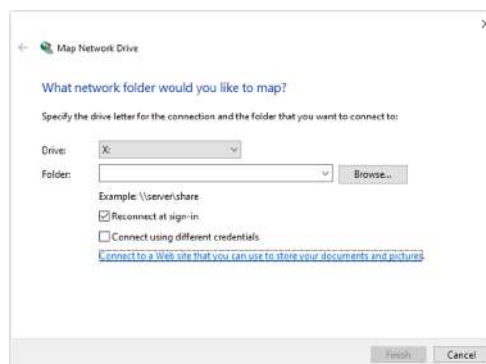 Map Network Drive
What network folder would you like to map?
Specify the drive letter for the connection and the folder that you want to connect to:
Drive: X:
Folder: Browse...
Example: \\server\share
Reconnect at sign-in
Connect using different credentials
Connect to a Web site that you can use to store your documents and pictures.
Finish Cancel